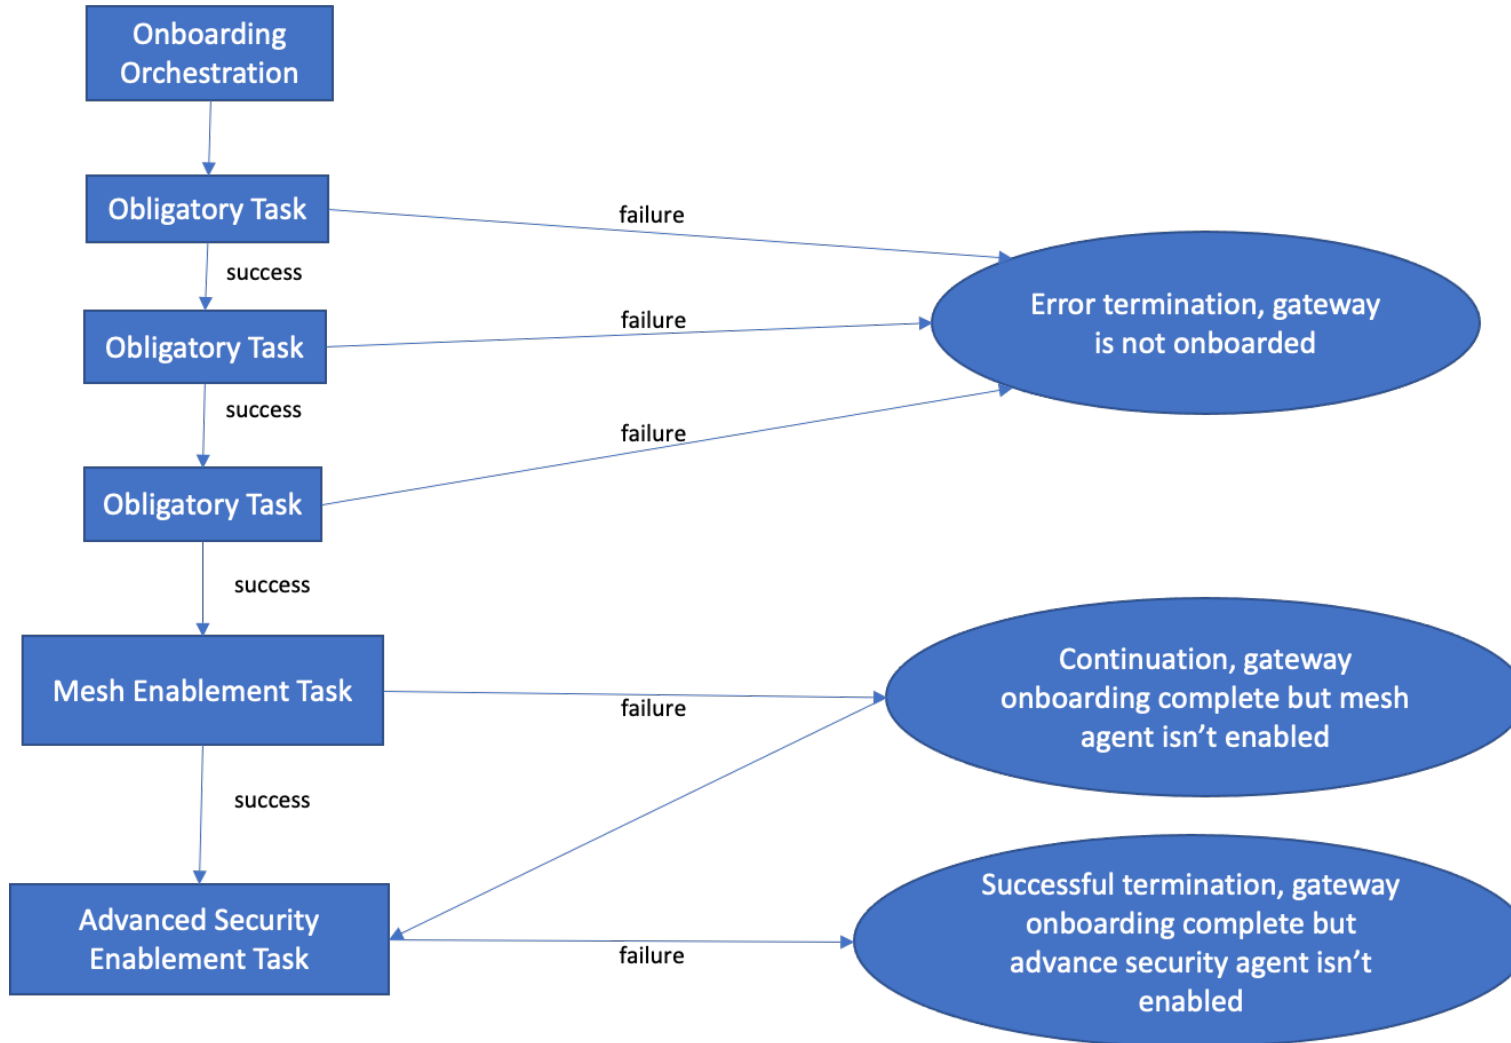 Onboarding
Orchestration
Obligatory Task
failure
success
Error termination, gateway
is not onboarded
Obligatory Task
failure
success
failure
Obligatory Task
success
Continuation, gateway
onboarding complete but mesh
agent isn’t enabled
Mesh Enablement Task
failure
success
Successful termination, gateway
onboarding complete but
advance security agent isn’t
enabled
Advanced Security
Enablement Task
failure